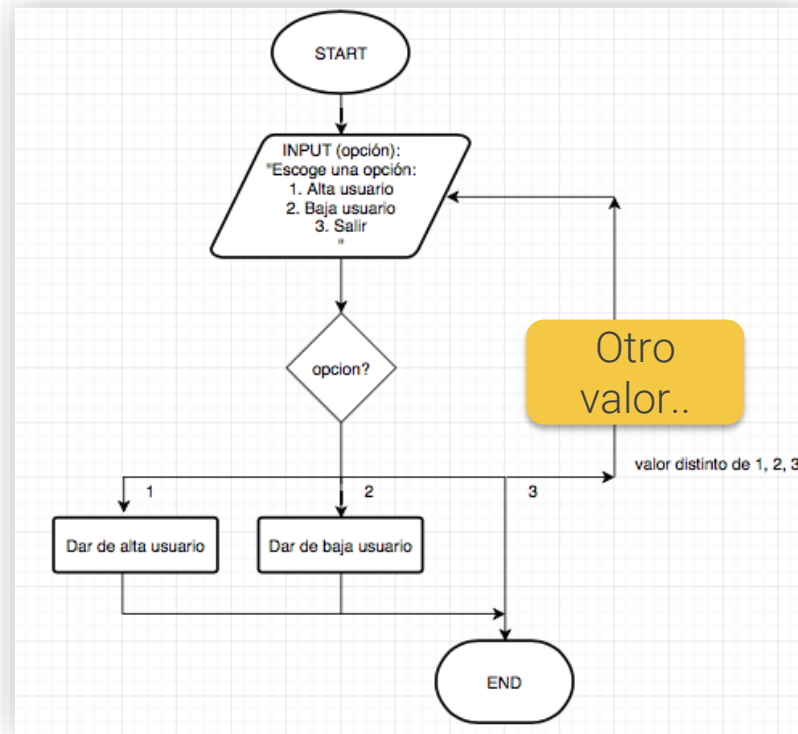 START
INPUT (opción):
"Escoge una opción:
1. Alta usuario
2. Baja usuario
3. Salir
"
Otro
valor..
opcion?
valor distinto de 1, 2, 3
1
2
3
Dar de alta usuario
Dar de baja usuario
END